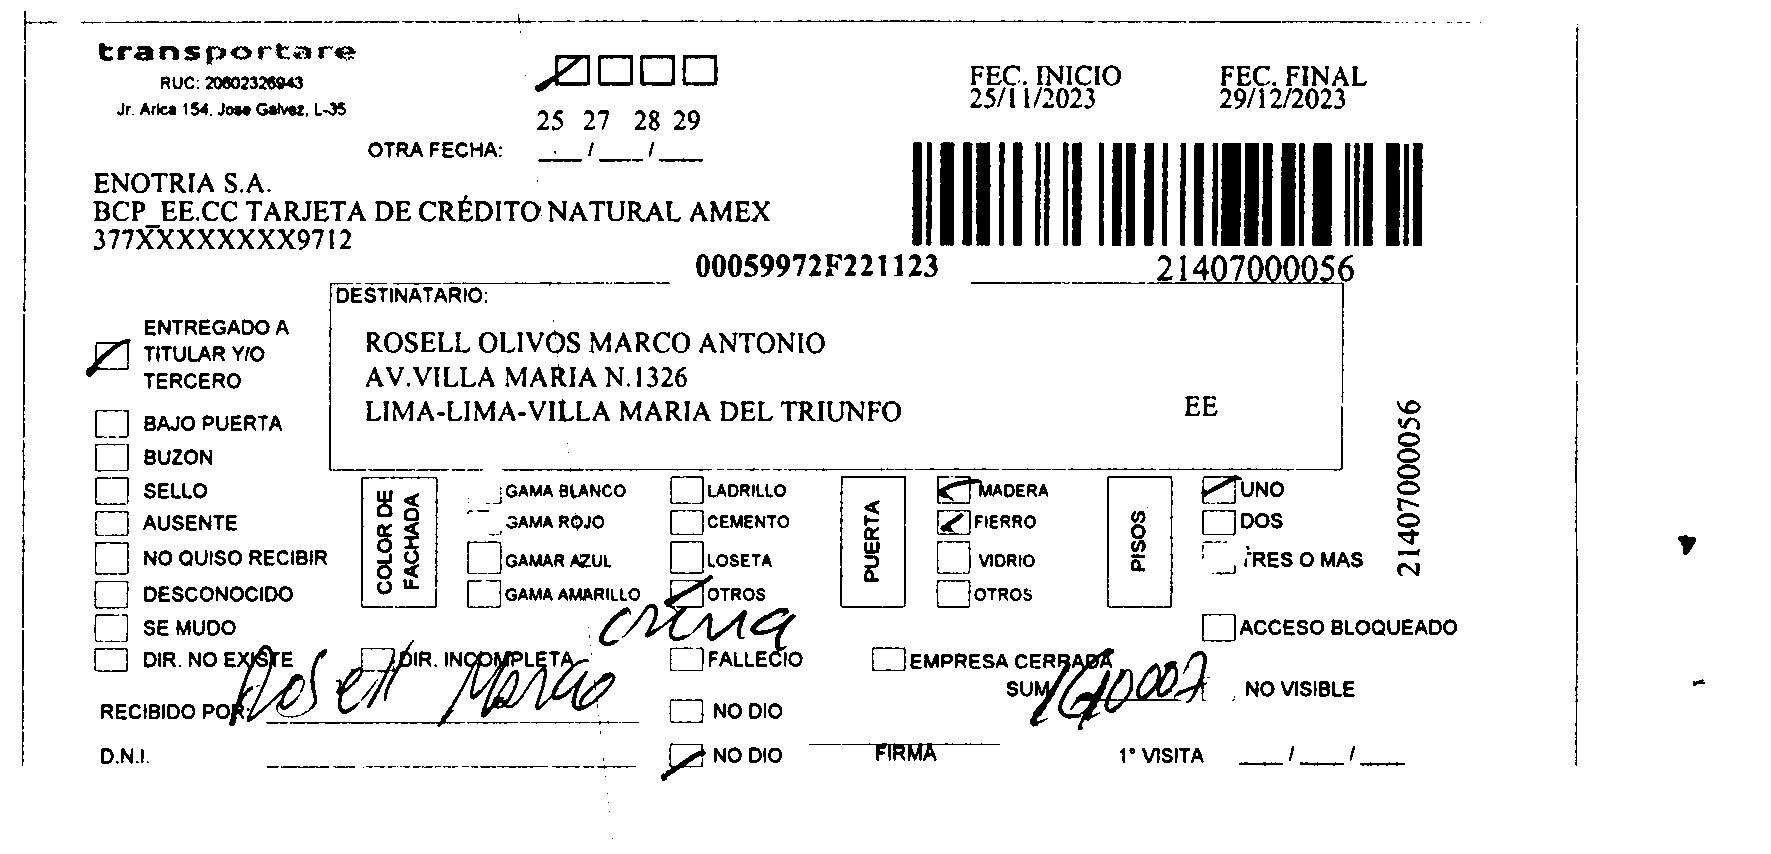 transportare
RUC: 20602326943
Jr. Arica 154, Jose Galvez, L-35
25 27 28 29
OTRA FECHA: ___/___/___
FEC. INICIO
25/11/2023
FEC. FINAL
29/12/2023
ENOTRIA S.A.
BCP_EE.CC TARJETA DE CRÉDITO NATURAL AMEX
377XXXXXXXXX9712
00059972F221123
21407000056
DESTINATARIO:
ROSELL OLIVOS MARCO ANTONIO
AV.VILLA MARIA N.1326
LIMA-LIMA-VILLA MARIA DEL TRIUNFO EE
21407000056
ENTREGADO A
TITULAR Y/O
TERCERO
BAJO PUERTA
BUZON
SELLO
AUSENTE
NO QUISO RECIBIR
DESCONOCIDO
SE MUDO
DIR. NO EXISTE
COLOR DE
FACHADA
GAMA BLANCO
GAMA ROJO
GAMAR AZUL
GAMA AMARILLO
LADRILLO
CEMENTO
LOSETA
OTROS
crema
PUERTA
MADERA
FIERRO
VIDRIO
OTROS
PISOS
UNO
DOS
TRES O MAS
ACCESO BLOQUEADO
DIR. INCOMPLETA
FALLECIO
EMPRESA CERRADA
SUM
NO VISIBLE
RECIBIDO POR: Rosell Marco
NO DIO
D.N.I.
NO DIO
FIRMA
1° VISITA ___/___/___